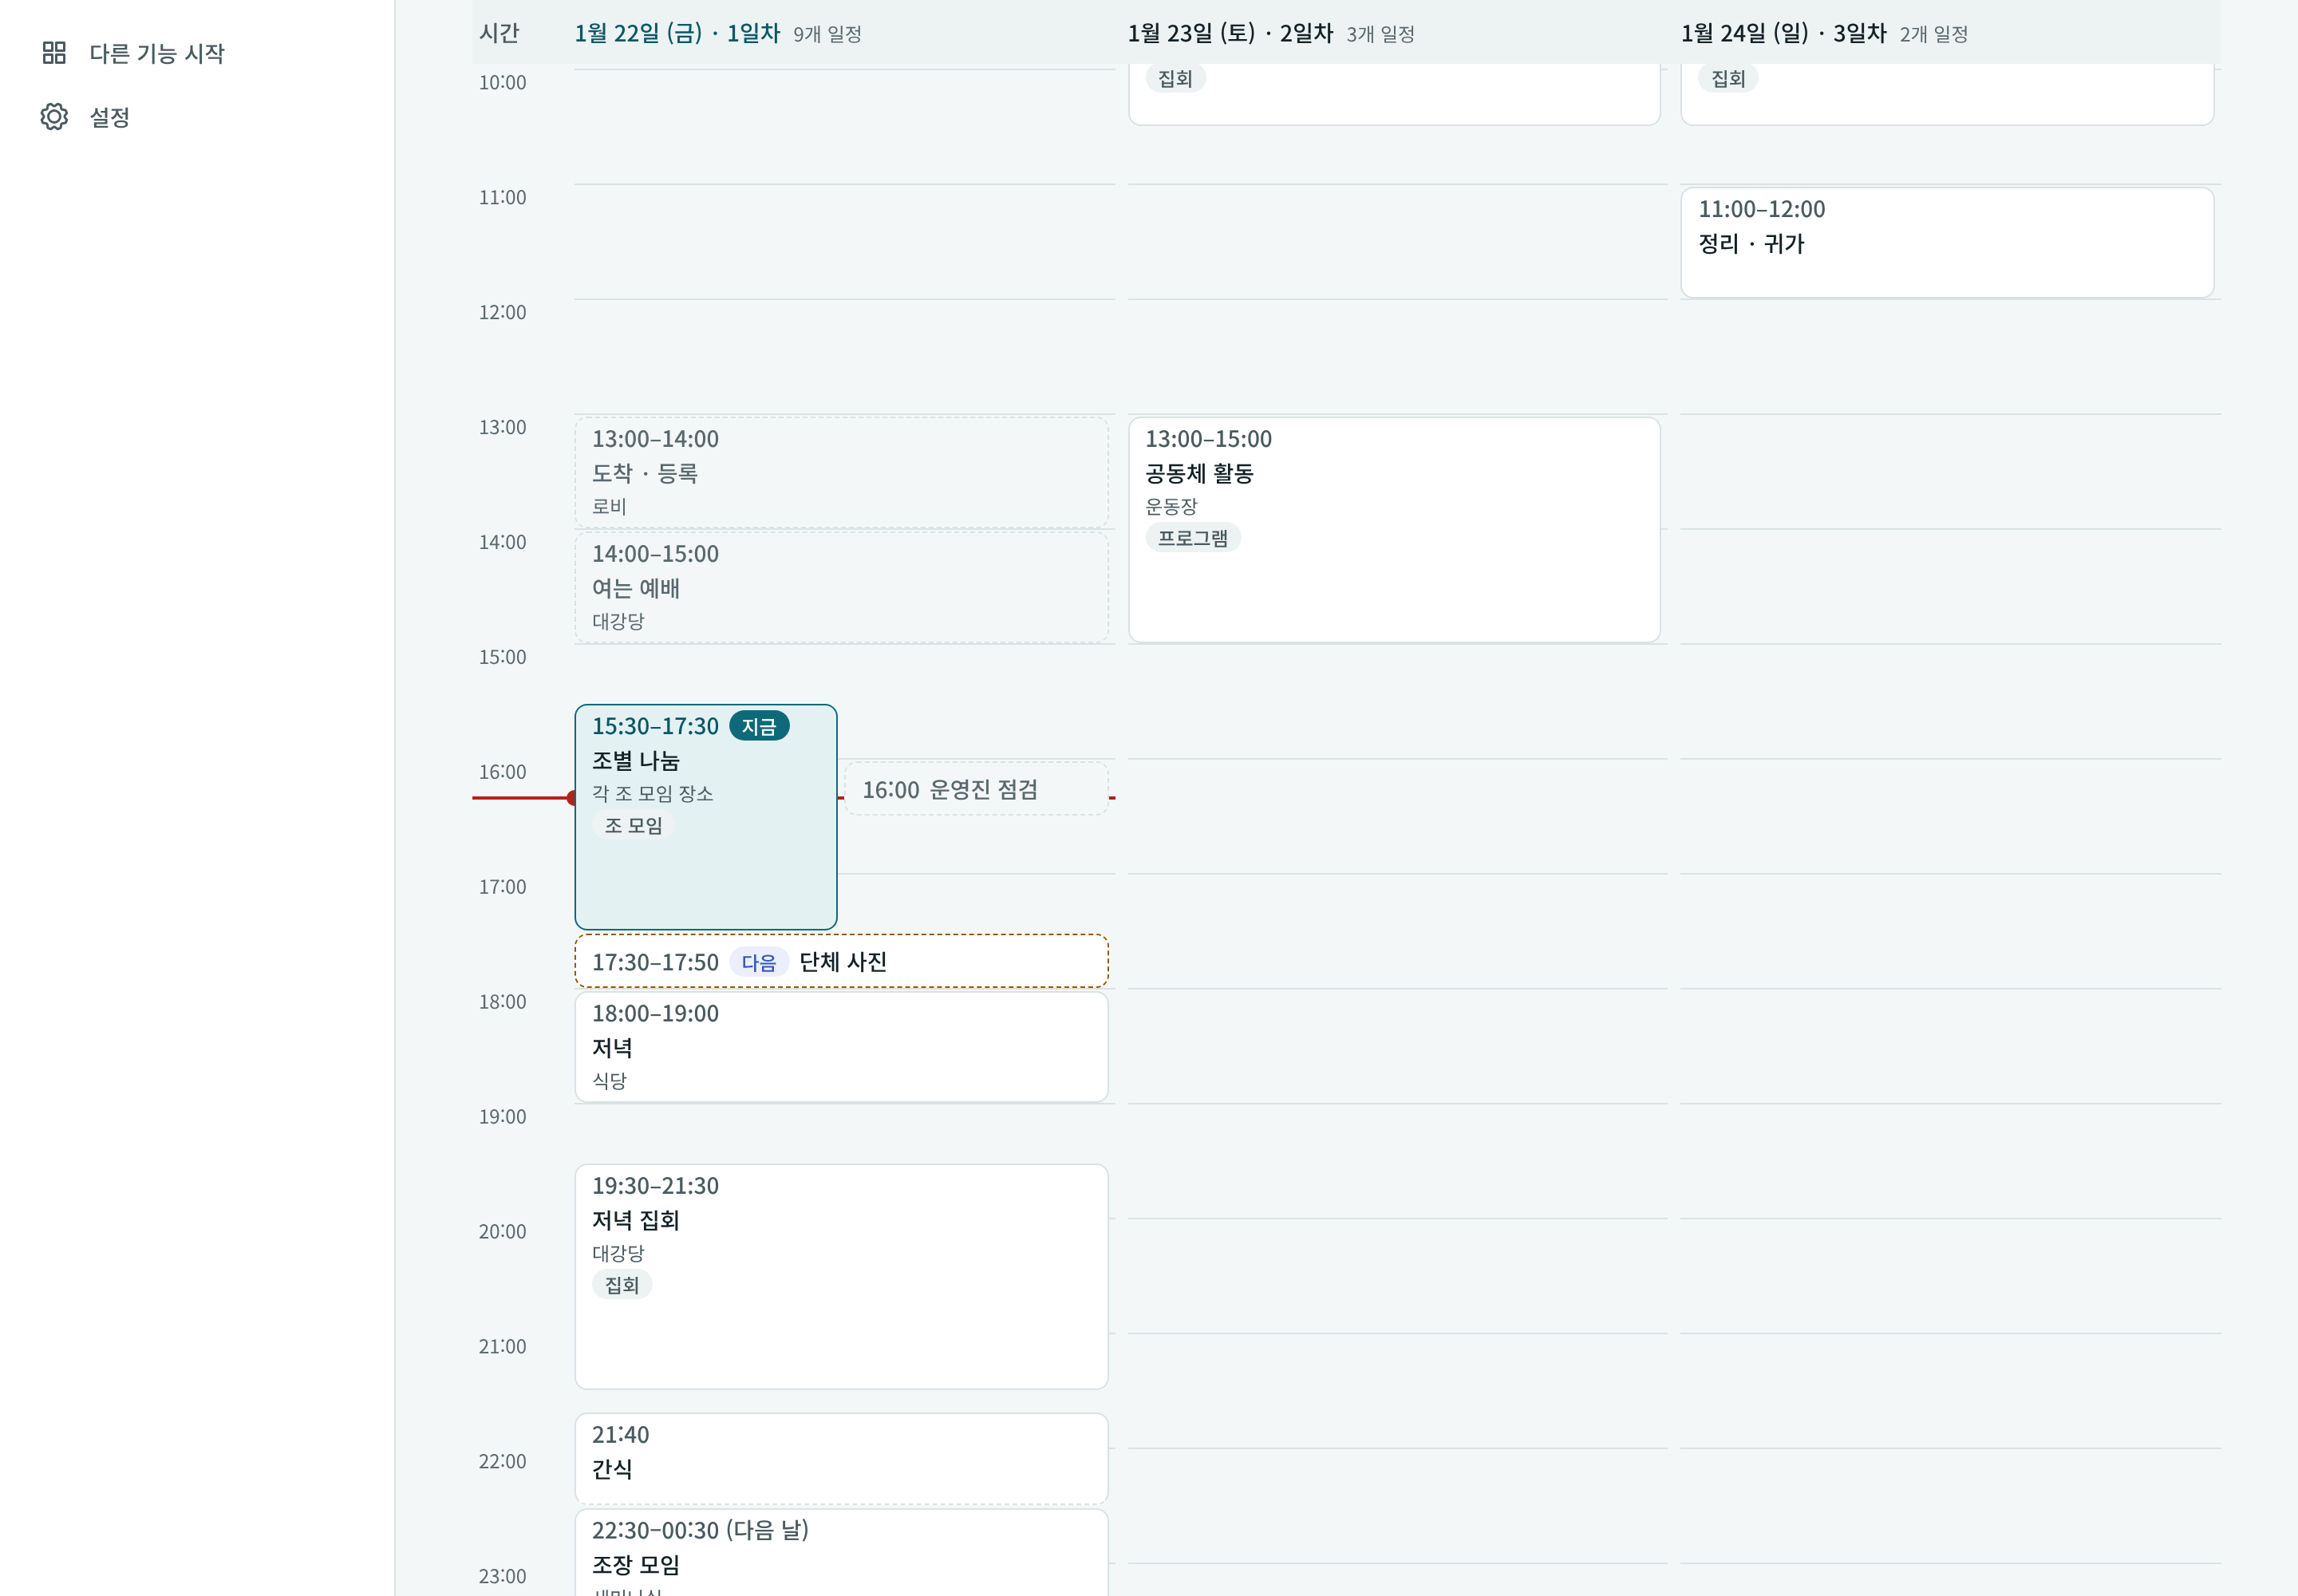 다른 기능 시작
설정
시간
1월 22일 (금) · 1일차 9개 일정
1월 23일 (토) · 2일차 3개 일정
1월 24일 (일) · 3일차 2개 일정
10:00
집회
집회
11:00
11:00–12:00
정리 · 귀가
12:00
13:00
13:00–14:00
도착 · 등록
로비
13:00–15:00
공동체 활동
운동장
프로그램
14:00
14:00–15:00
여는 예배
대강당
15:00
15:30–17:30 지금
조별 나눔
각 조 모임 장소
조 모임
16:00
16:00 운영진 점검
17:00
17:30–17:50 다음 단체 사진
18:00
18:00–19:00
저녁
식당
19:00
19:30–21:30
저녁 집회
대강당
집회
20:00
21:00
21:40
간식
22:00
22:30–00:30 (다음 날)
조장 모임
23:00